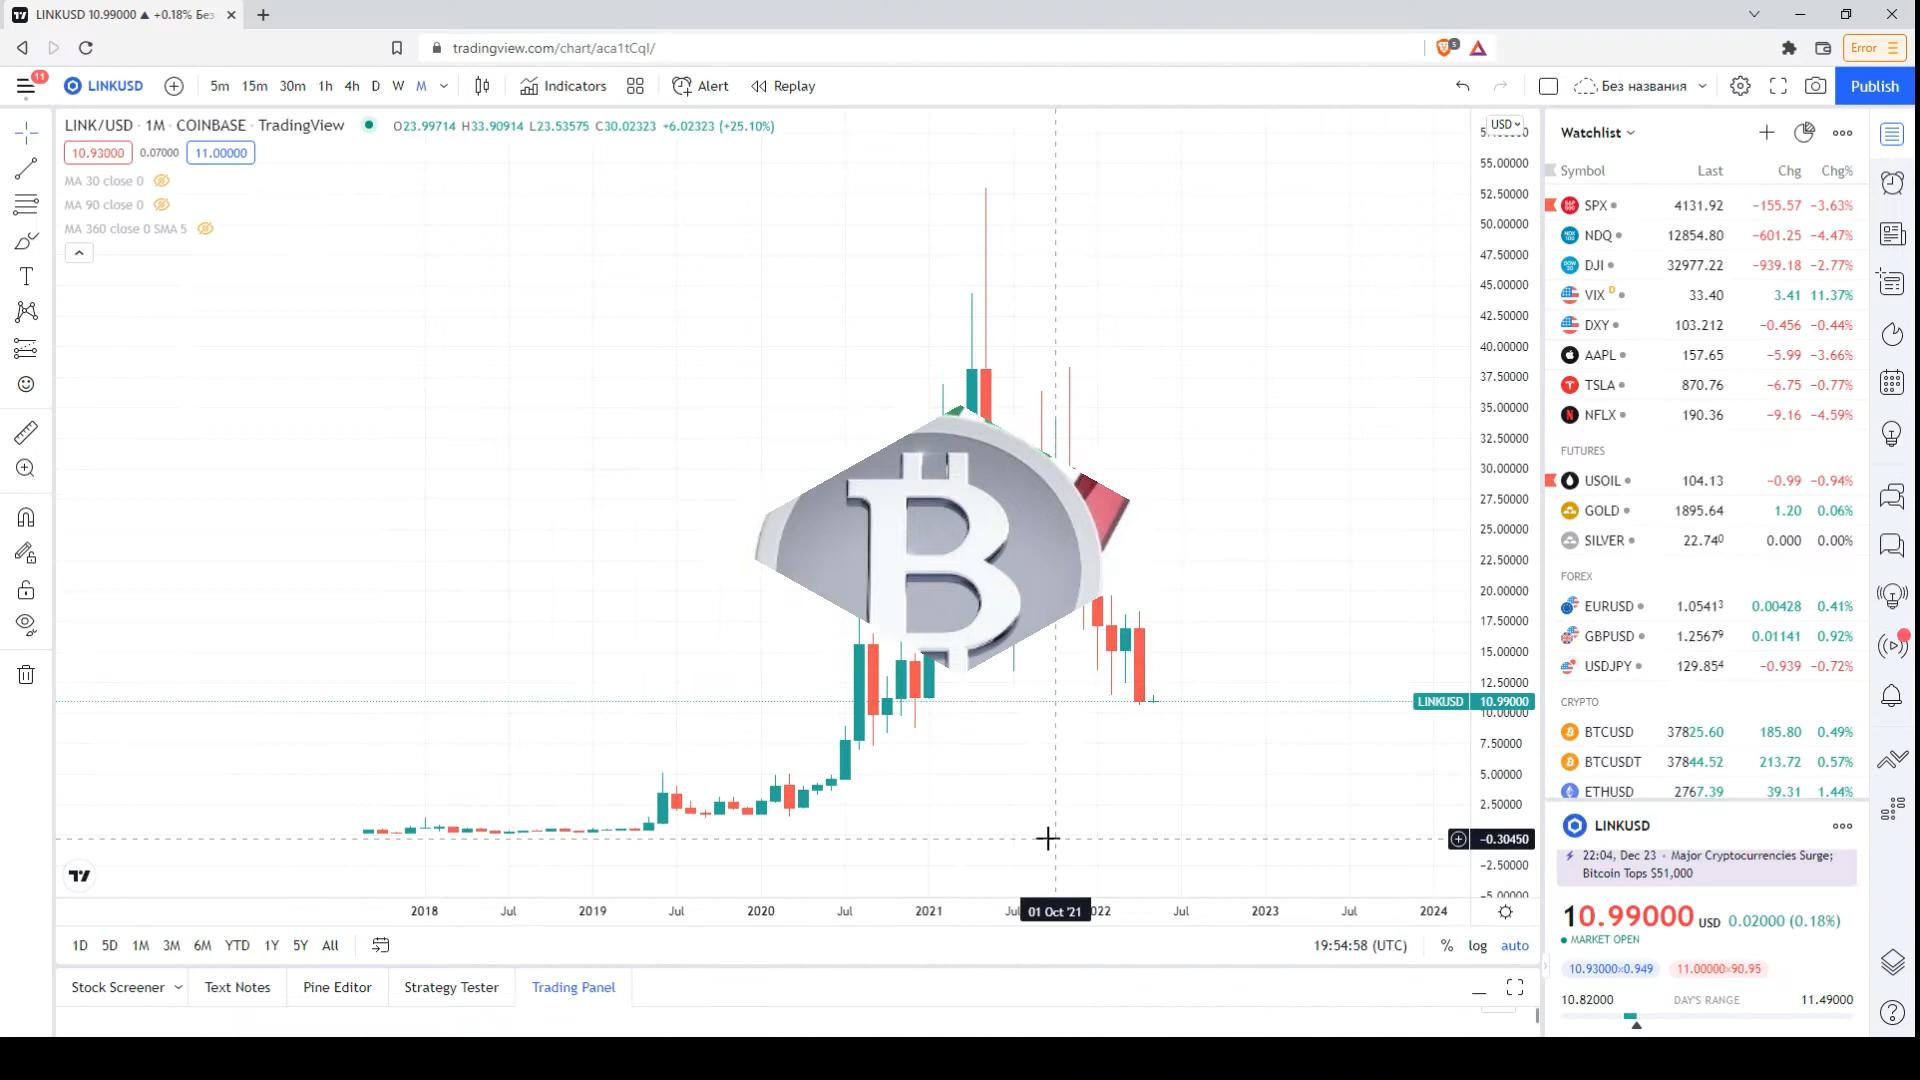 LINKUSD 10.99000 ▲ +0.18% Без
tradingview.com/chart/aca1tCqI/
5
Error
11
LINKUSD 5m 15m 30m 1h 4h D W M Indicators Alert Replay Без названия Publish
LINK/USD · 1M · COINBASE · TradingView O23.99714 H33.90914 L23.53575 C30.02323 +6.02323 (+25.10%)
10.93000 0.07000 11.00000
MA 30 close 0
MA 90 close 0
MA 360 close 0 SMA 5
USD
55.00000
52.50000
50.00000
47.50000
45.00000
42.50000
40.00000
37.50000
35.00000
32.50000
30.00000
27.50000
25.00000
22.50000
20.00000
17.50000
15.00000
12.50000
LINKUSD 10.99000
10.00000
7.50000
5.00000
2.50000
−0.30450
−2.50000
−5.00000
2018 Jul 2019 Jul 2020 Jul 2021 Jul 01 Oct '21 022 Jul 2023 Jul 2024
1D 5D 1M 3M 6M YTD 1Y 5Y All 19:54:58 (UTC) % log auto
Stock Screener Text Notes Pine Editor Strategy Tester Trading Panel
Watchlist
Symbol Last Chg Chg%
SPX 4131.92 −155.57 −3.63%
NDQ 12854.80 −601.25 −4.47%
DJI 32977.22 −939.18 −2.77%
VIX D 33.40 3.41 11.37%
DXY 103.212 −0.456 −0.44%
AAPL 157.65 −5.99 −3.66%
TSLA 870.76 −6.75 −0.77%
NFLX 190.36 −9.16 −4.59%
FUTURES
USOIL 104.13 −0.99 −0.94%
GOLD 1895.64 1.20 0.06%
SILVER 22.740 0.000 0.00%
FOREX
EURUSD 1.05413 0.00428 0.41%
GBPUSD 1.25679 0.01141 0.92%
USDJPY 129.854 −0.939 −0.72%
CRYPTO
BTCUSD 37825.60 185.80 0.49%
BTCUSDT 37844.52 213.72 0.57%
ETHUSD 2767.39 39.31 1.44%
LINKUSD
22:04, Dec 23 · Major Cryptocurrencies Surge;
Bitcoin Tops $51,000
10.99000 USD 0.02000 (0.18%)
MARKET OPEN
10.93000×0.949 11.00000×90.95
10.82000 DAY'S RANGE 11.49000